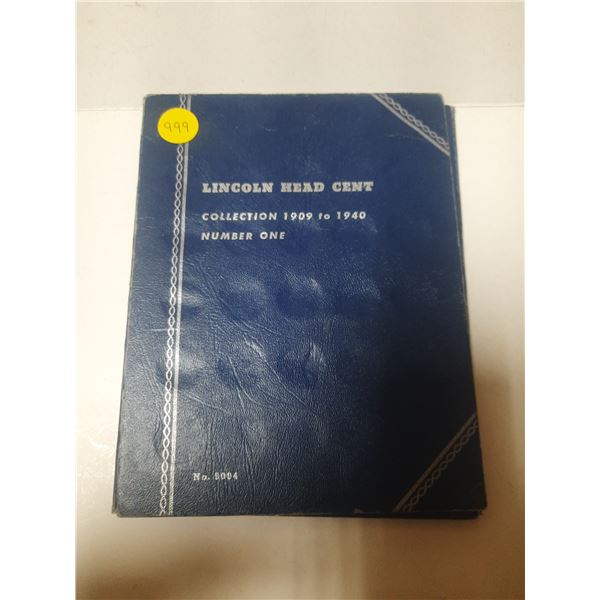 999
LINCOLN HEAD CENT
COLLECTION 1909 to 1940
NUMBER ONE
No. 9004